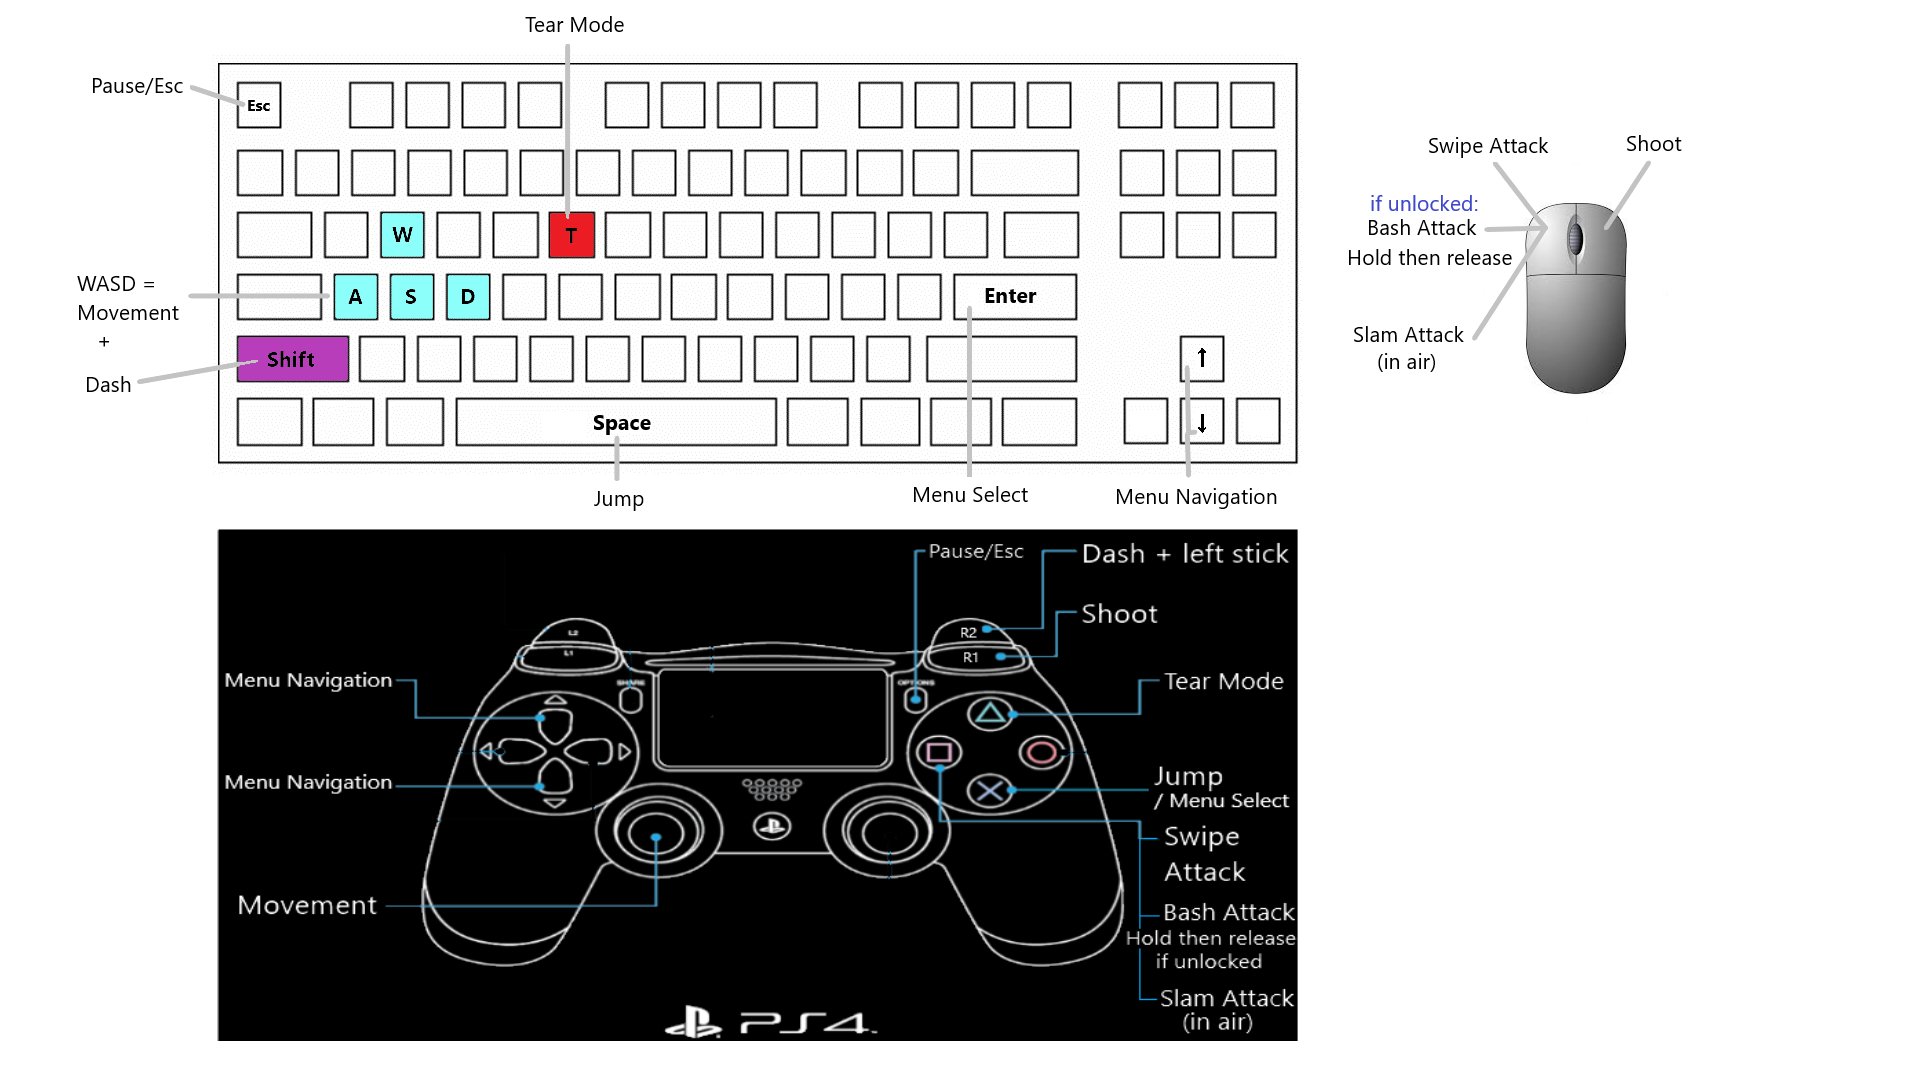 Tear Mode
Pause/Esc
Esc
W
T
WASD =
Movement
+
Dash
A
S
D
Enter
Shift
↑
Space
↓
Jump
Menu Select
Menu Navigation
Swipe Attack
Shoot
if unlocked:
Bash Attack
Hold then release
Slam Attack
(in air)
Pause/Esc
Dash + left stick
Shoot
L2
L1
R2
R1
SHARE
OPTIONS
Menu Navigation
Tear Mode
Menu Navigation
Jump
/ Menu Select
Swipe
Attack
Movement
Bash Attack
Hold then release
if unlocked
Slam Attack
(in air)
PS4